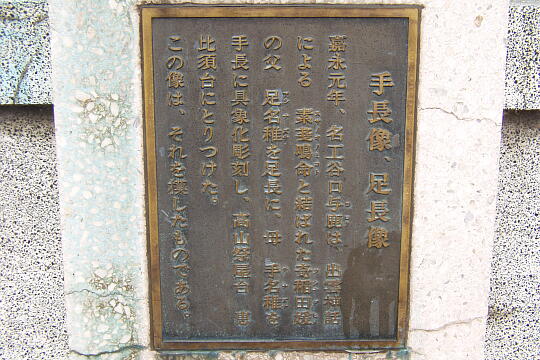 手長像、足長像
嘉永元年、名工谷口与鹿は、出雲神話
による 素戔嗚命と結ばれた奇稲田姫
の父 足名椎を足長に、母 手名椎を
手長に具象化彫刻し、高山祭屋台 恵
比須台にとりつけた。
この像は、それを模したものである。